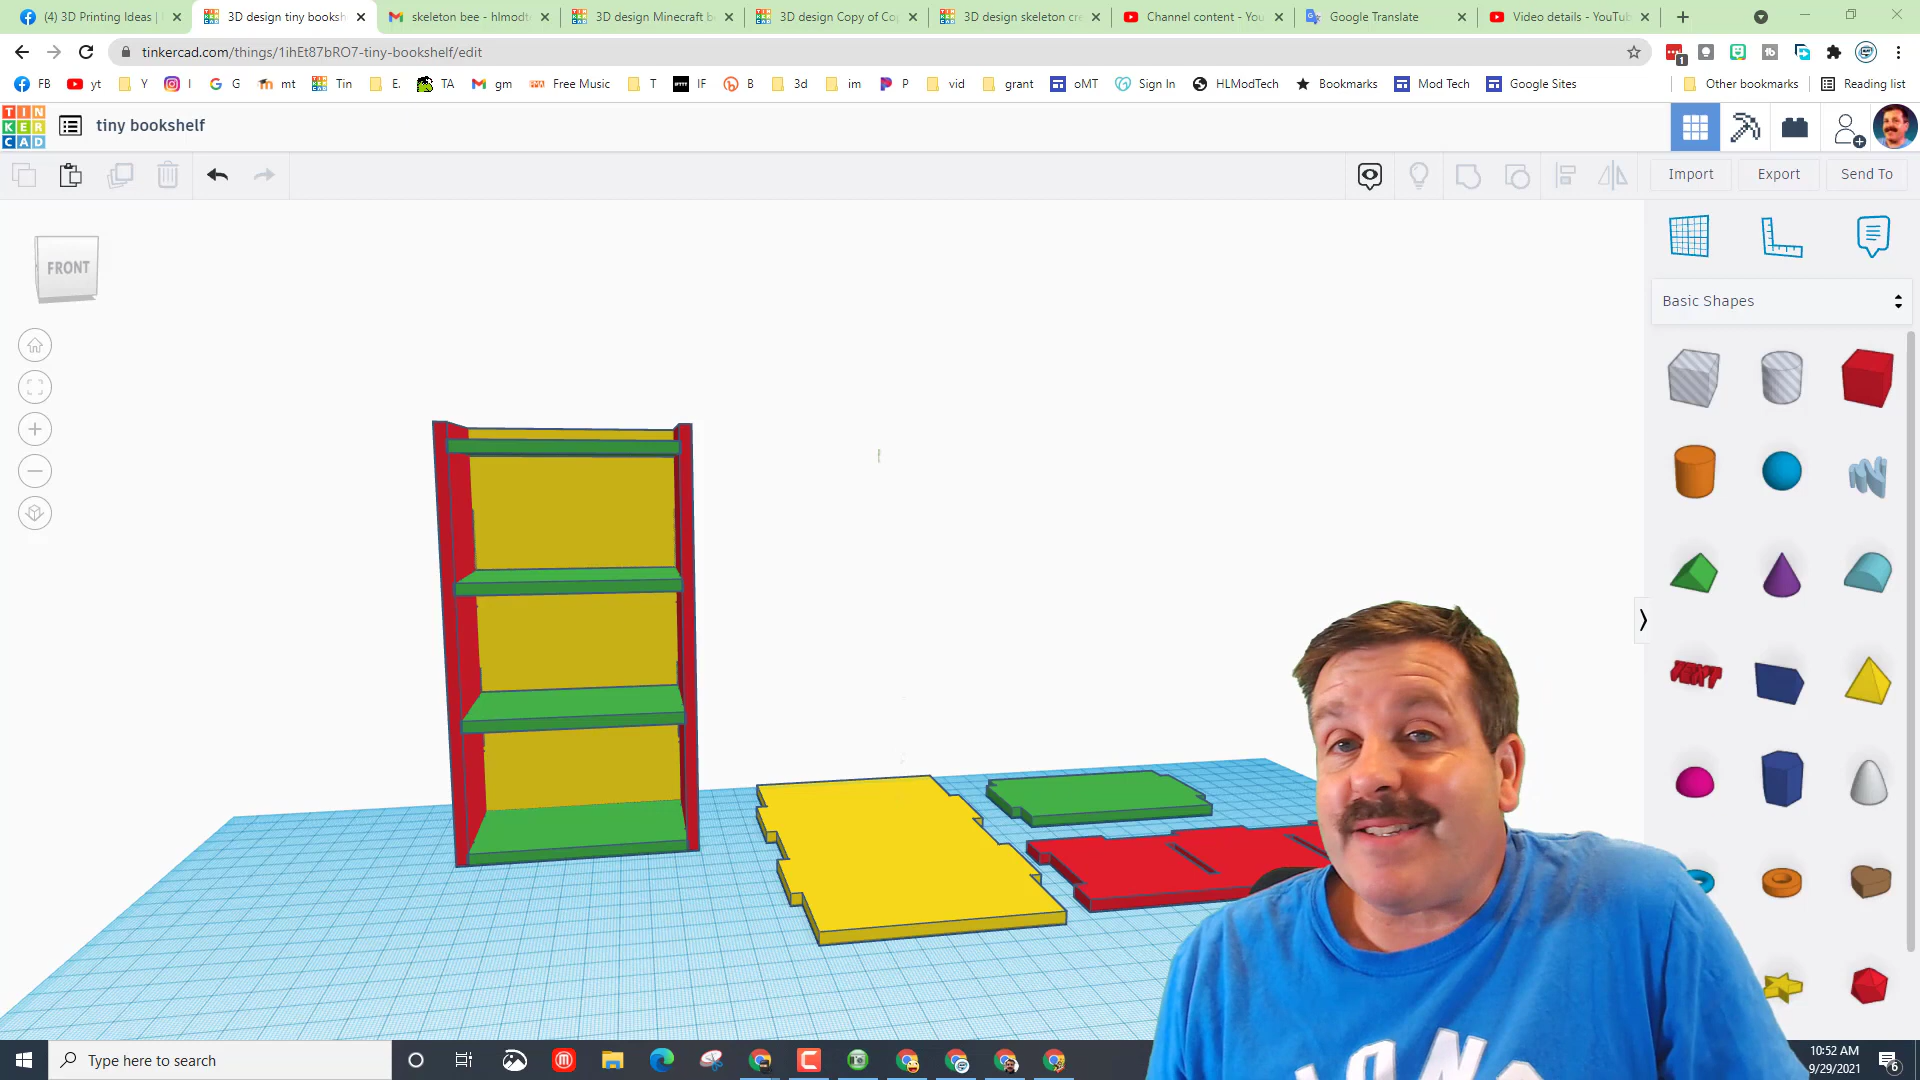 (4) 3D Printing Ideas |
3D design tiny booksh
skeleton bee - hlmodt
3D design Minecraft b
3D design Copy of Co
3D design skeleton cr
Channel content - You
Google Translate
Video details - YouTub
tinkercad.com/things/1ihEt87bRO7-tiny-bookshelf/edit
1
FB
yt
Y
I
G
mt
Tin
E.
TA
gm
Free Music
T
IF
B
3d
im
P
vid
grant
oMT
Sign In
HLModTech
Bookmarks
Mod Tech
Google Sites
Other bookmarks
Reading list
TIN
KER
CAD
tiny bookshelf
Import
Export
Send To
FRONT
Basic Shapes
TEXT
Type here to search
10:52 AM
9/29/2021
6